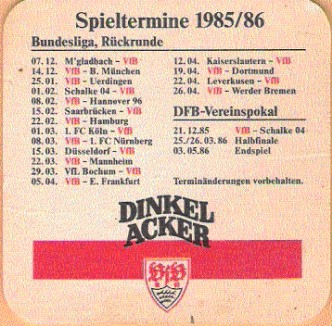 Spieltermine 1985/86
Bundesliga, Rückrunde
07.12. M'gladbach - VfB
14.12. VfB - B. München
25.01. VfB - Uerdingen
01.02. Schalke 04 - VfB
08.02. VfB - Hannover 96
15.02. Saarbrücken - VfB
22.02. VfB - Hamburg
01.03. 1. FC Köln - VfB
08.03. VfB - 1. FC Nürnberg
15.03. Düsseldorf - VfB
22.03. VfB - Mannheim
29.03. VfL Bochum - VfB
05.04. VfB - E. Frankfurt
12.04. Kaiserslautern - VfB
19.04. VfB - Dortmund
22.04. Leverkusen - VfB
26.04. VfB - Werder Bremen
DFB-Vereinspokal
21.12.85 VfB - Schalke 04
25./26.03.86 Halbfinale
03.05.86 Endspiel
Terminänderungen vorbehalten.
DINKEL
ACKER
VfB